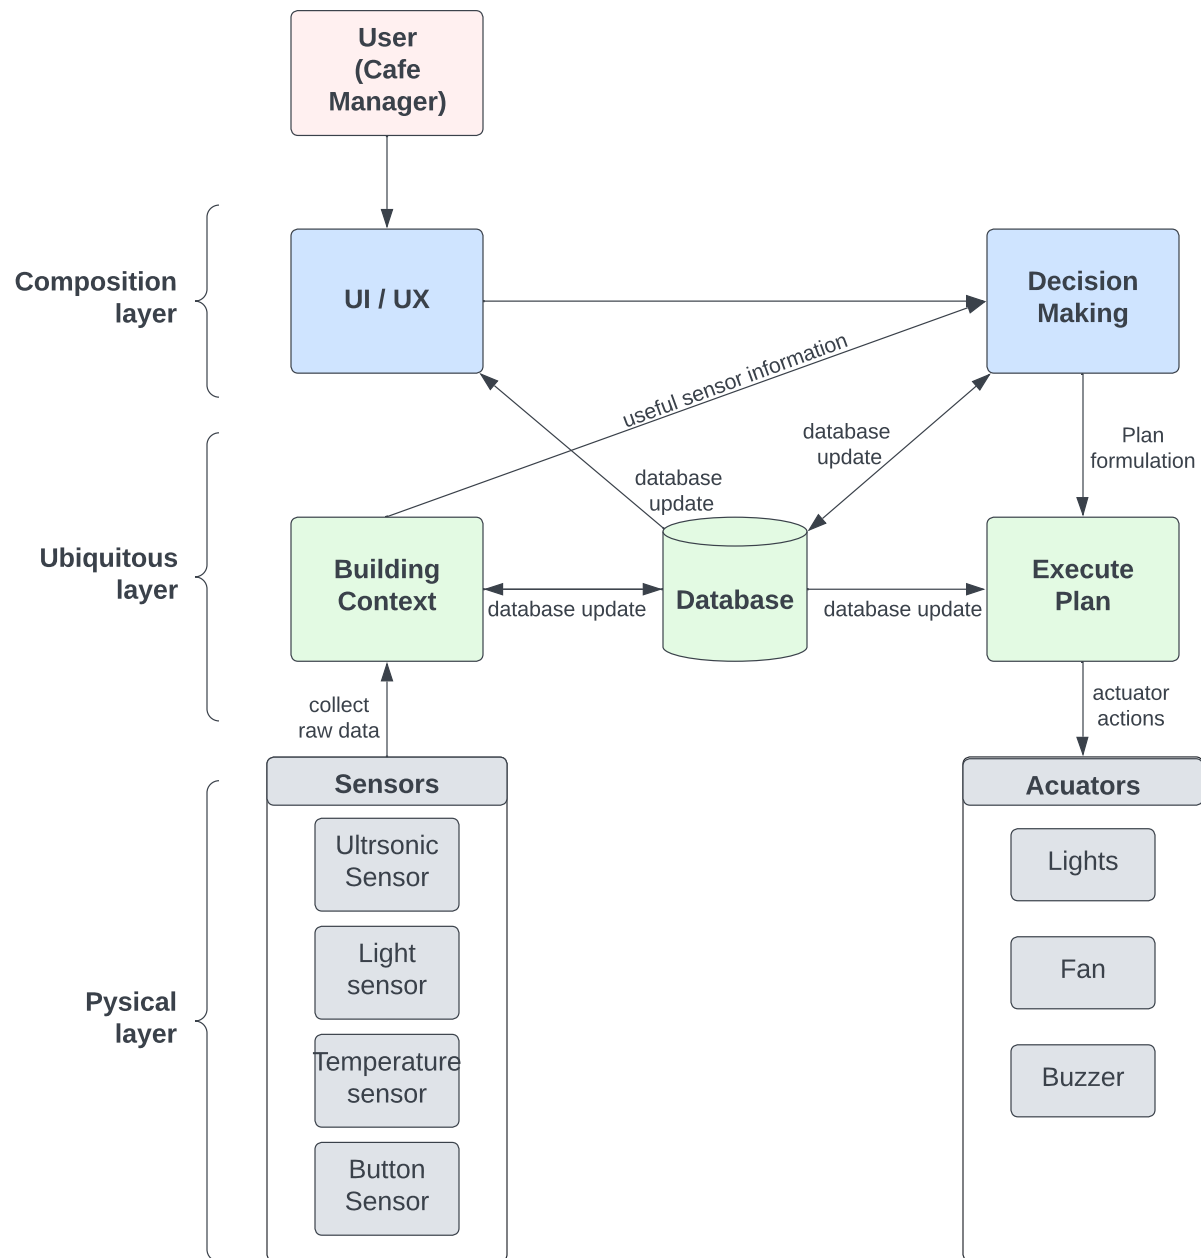 User
(Cafe
Manager)
Composition
layer
UI / UX
Decision
Making
useful sensor information
database
update
Plan
formulation
database
update
Ubiquitous
layer
Building
Context
database update
Database
database update
Execute
Plan
collect
raw data
actuator
actions
Pysical
layer
Sensors
Ultrsonic
Sensor
Light
sensor
Temperature
sensor
Button
Sensor
Acuators
Lights
Fan
Buzzer